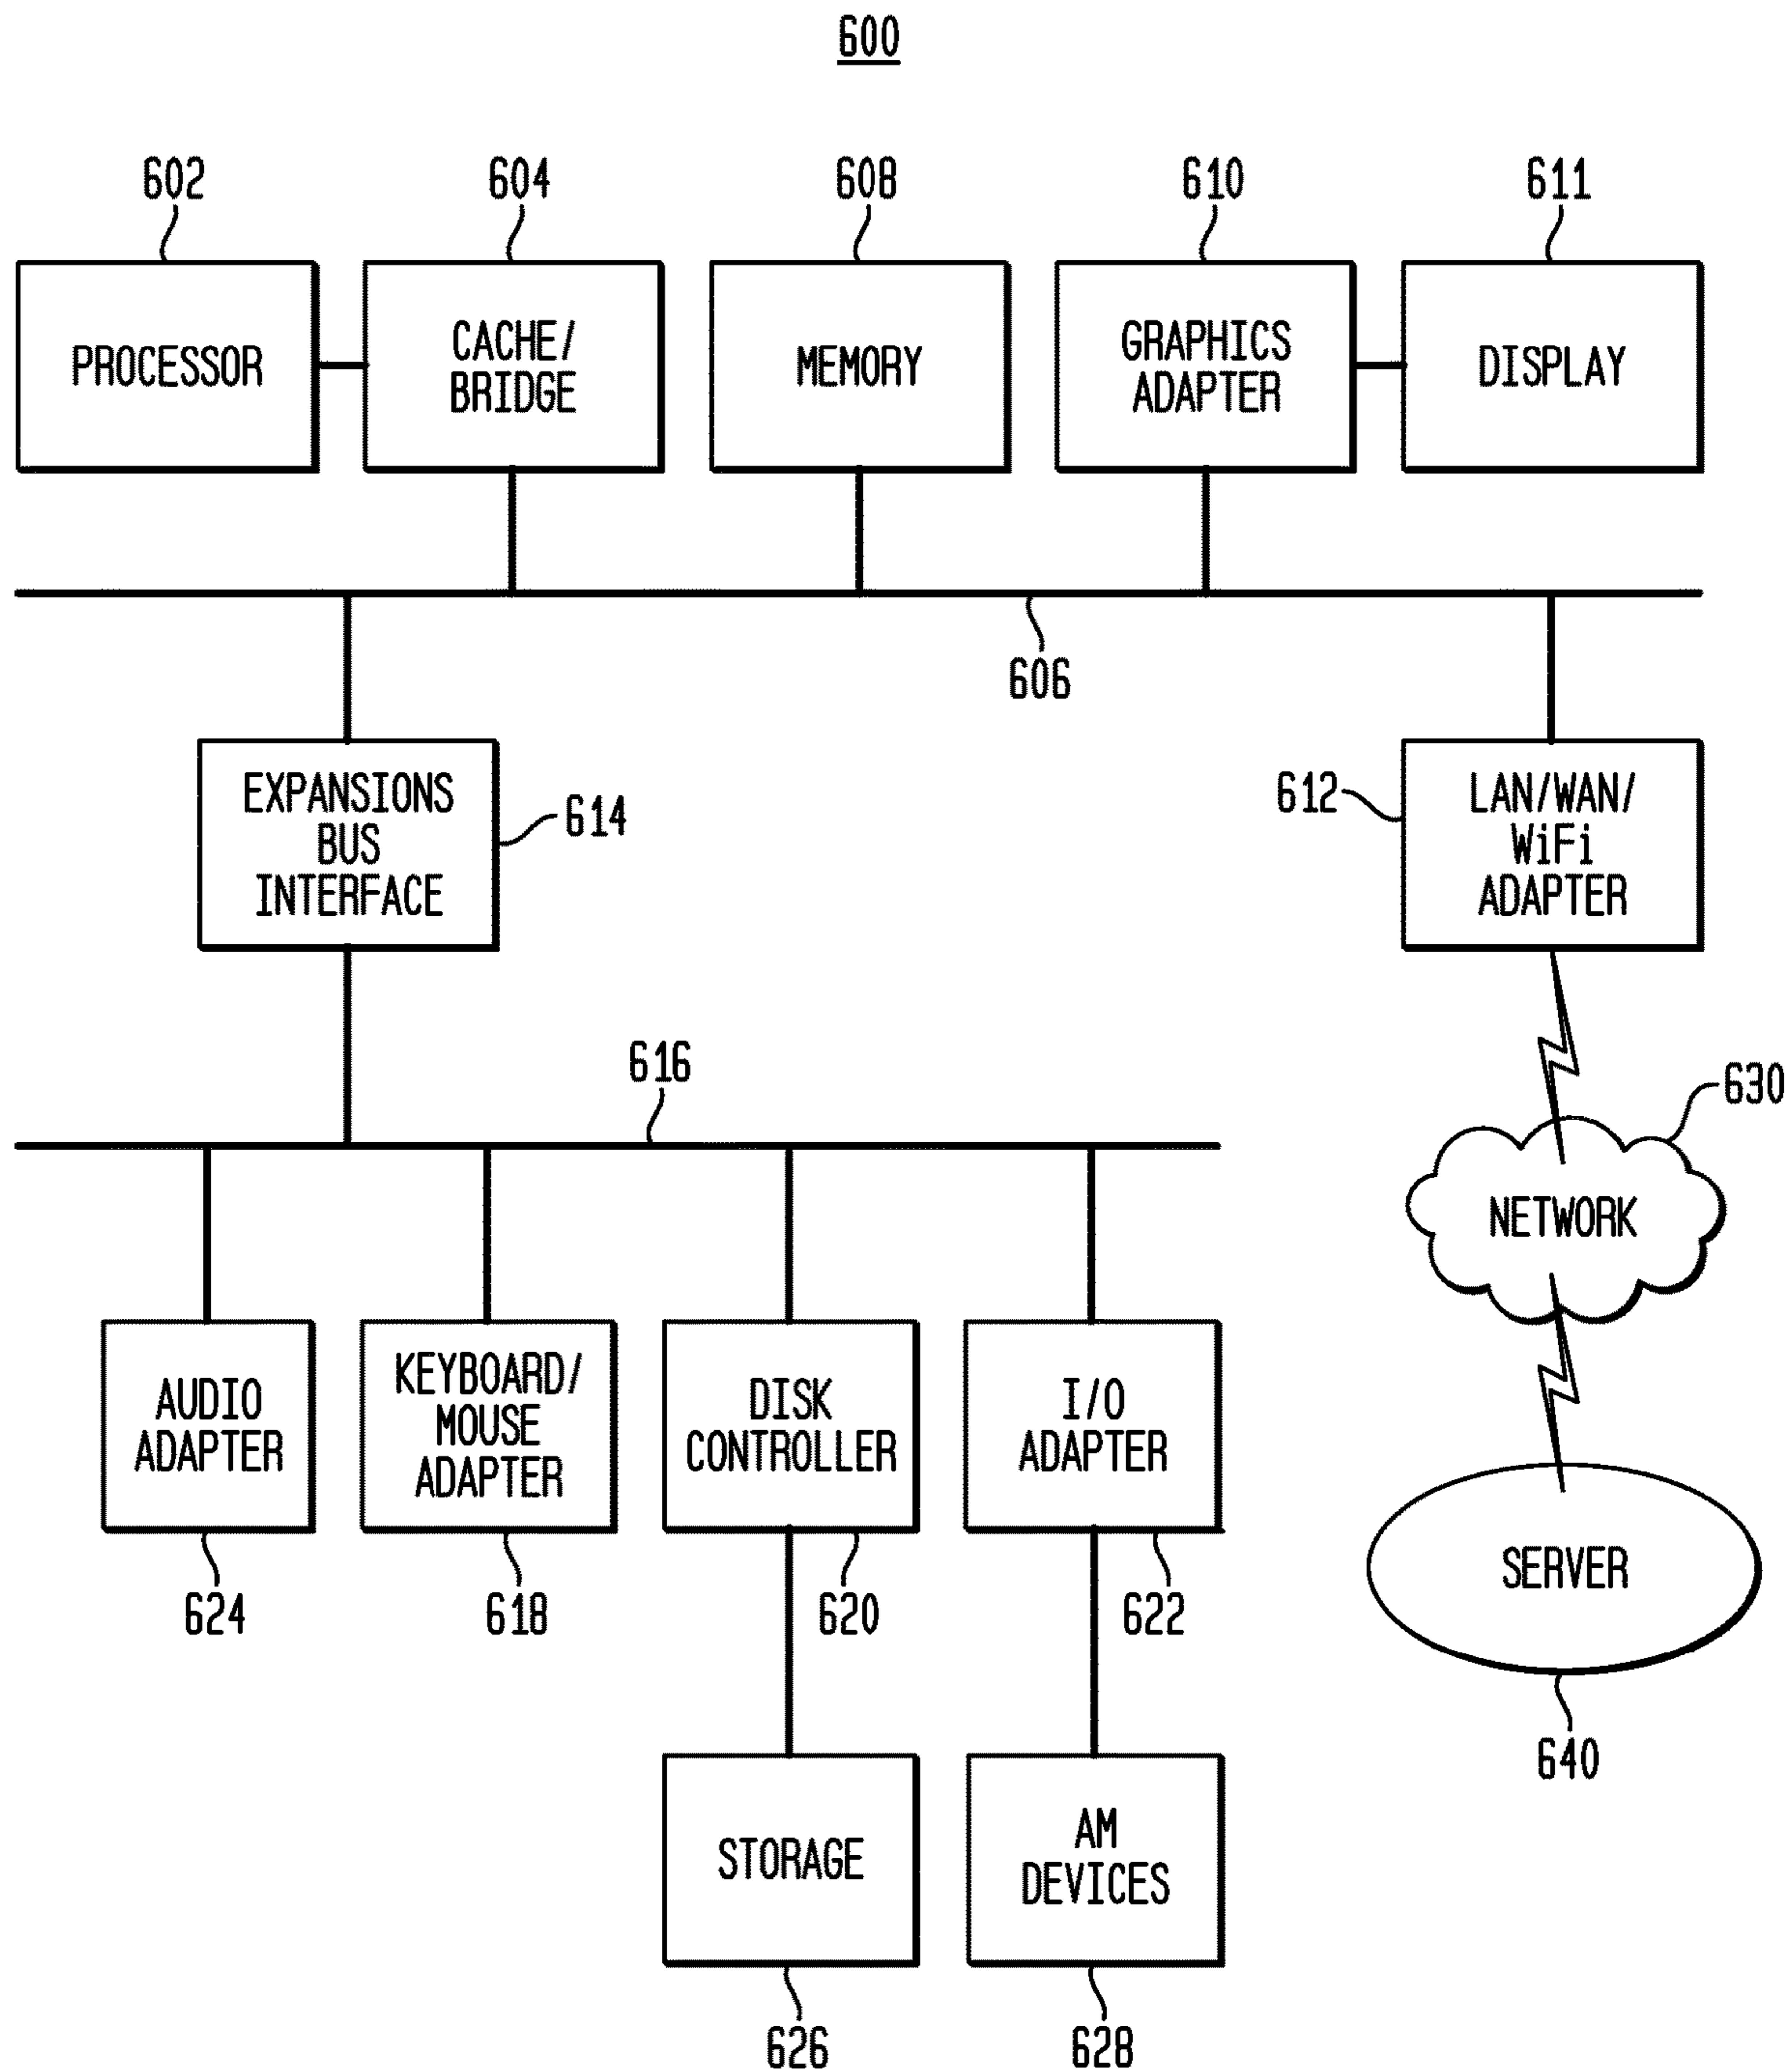 600
602
604
608
610
611
PROCESSOR
CACHE/
BRIDGE
MEMORY
GRAPHICS
ADAPTER
DISPLAY
606
EXPANSIONS
BUS
INTERFACE
614
612
LAN/WAN/
WiFi
ADAPTER
616
630
NETWORK
AUDIO
ADAPTER
KEYBOARD/
MOUSE
ADAPTER
DISK
CONTROLLER
I/O
ADAPTER
SERVER
624
618
620
622
640
STORAGE
AM
DEVICES
626
628